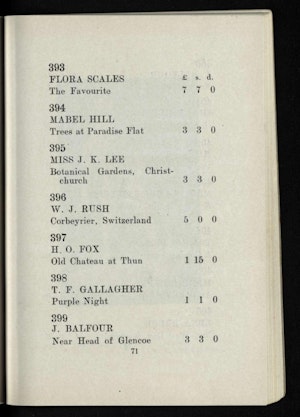 393
FLORA SCALES £ s. d.
The Favourite 7 7 0
394
MABEL HILL
Trees at Paradise Flat 3 3 0
395
MISS J. K. LEE
Botanical Gardens, Christ-
church 3 3 0
396
W. J. RUSH
Corbeyrier, Switzerland 5 0 0
397
H. O. FOX
Old Chateau at Thun 1 15 0
398
T. F. GALLAGHER
Purple Night 1 1 0
399
J. BALFOUR
Near Head of Glencoe 3 3 0
71